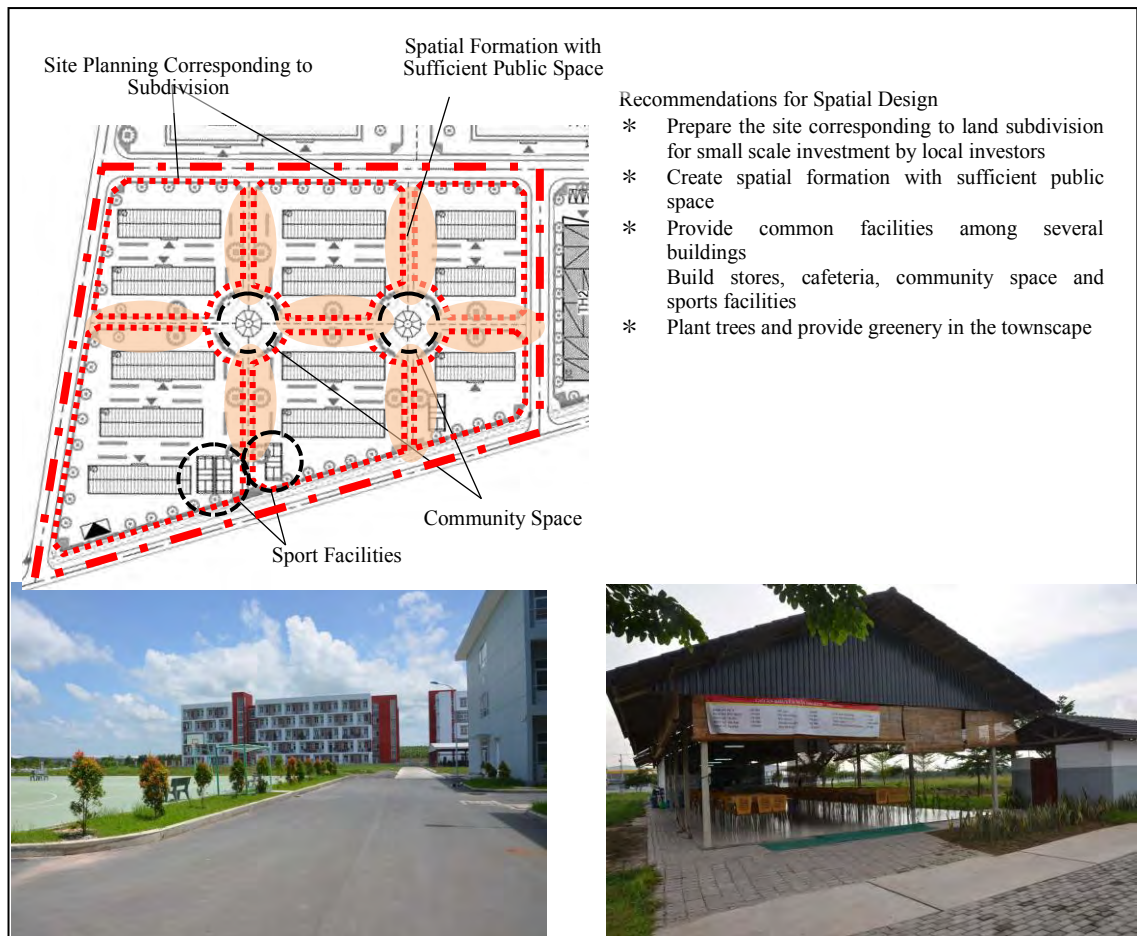 Spatial Formation with
Sufficient Public Space
Site Planning Corresponding to
Subdivision
Recommendations for Spatial Design
∗ Prepare the site corresponding to land subdivision
for small scale investment by local investors
∗ Create spatial formation with sufficient public
space
∗ Provide common facilities among several
buildings
Build stores, cafeteria, community space and
sports facilities
∗ Plant trees and provide greenery in the townscape
TH2
Community Space
Sport Facilities